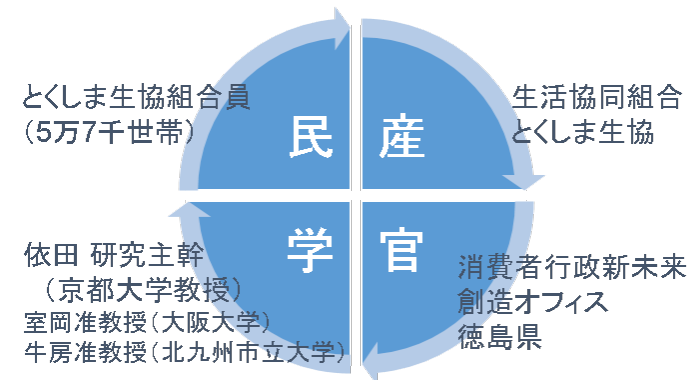 とくしま生協組合員
（5万7千世帯）
民
産
生活協同組合
とくしま生協
学
官
依田 研究主幹
（京都大学教授）
室岡准教授（大阪大学）
牛房准教授（北九州市立大学）
消費者行政新未来
創造オフィス
徳島県